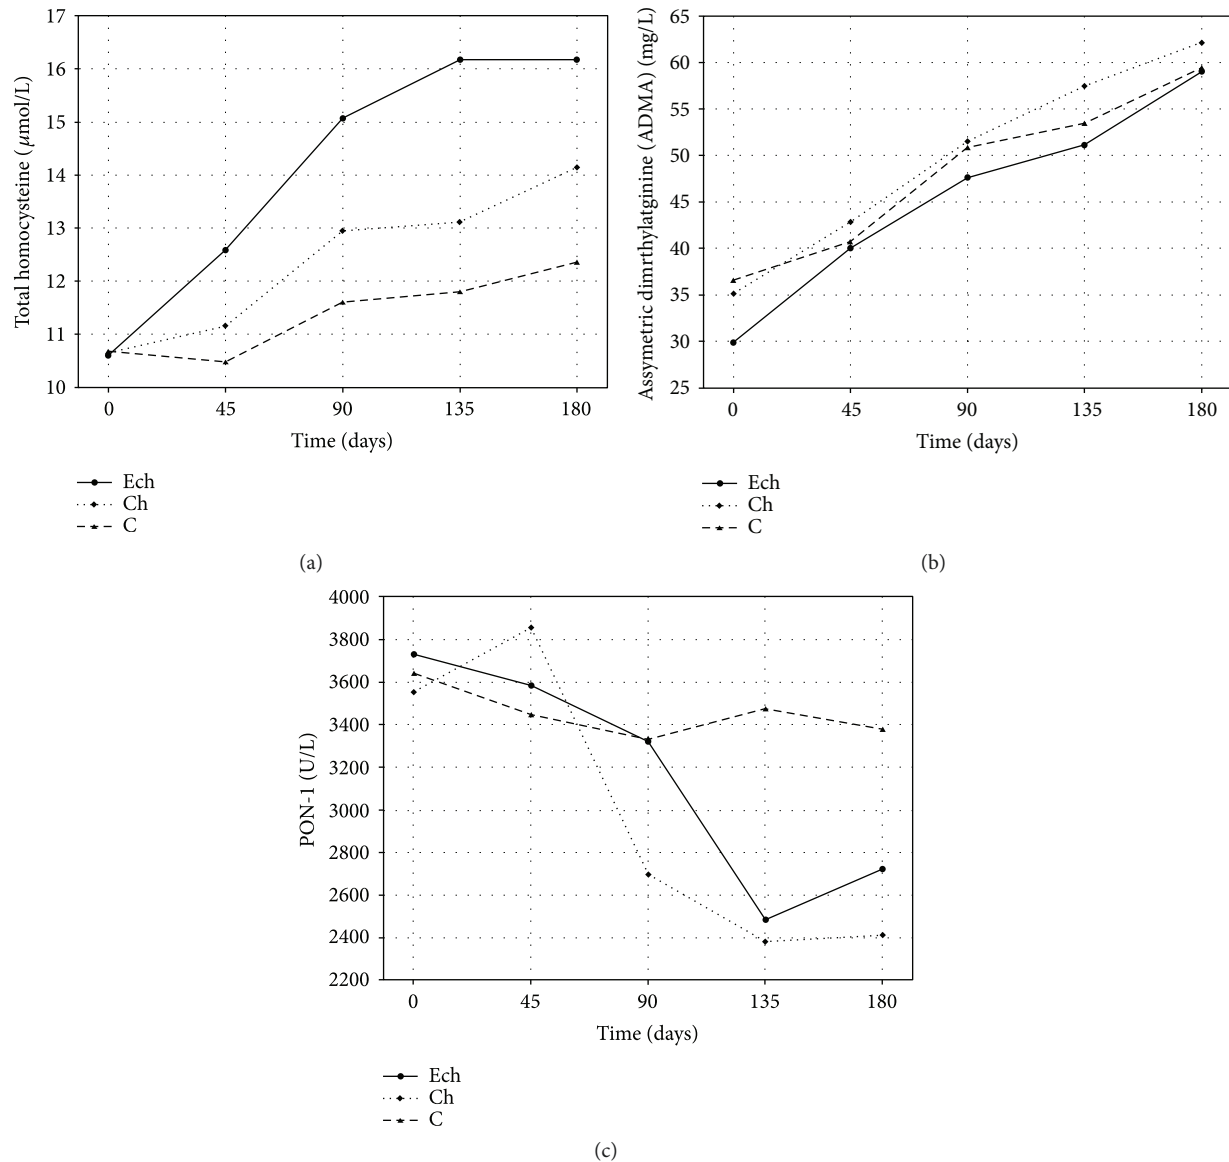 17
16
15
14
13
12
11
10
Total homocysteine (μmol/L)
0 45 90 135 180
Time (days)
Ech
Ch
C
(a)
65
60
55
50
45
40
35
30
25
Assymetric dimrthylatginine (ADMA) (mg/L)
0 45 90 135 180
Time (days)
Ech
Ch
C
(b)
4000
3800
3600
3400
3200
3000
2800
2600
2400
2200
PON-1 (U/L)
0 45 90 135 180
Time (days)
Ech
Ch
C
(c)